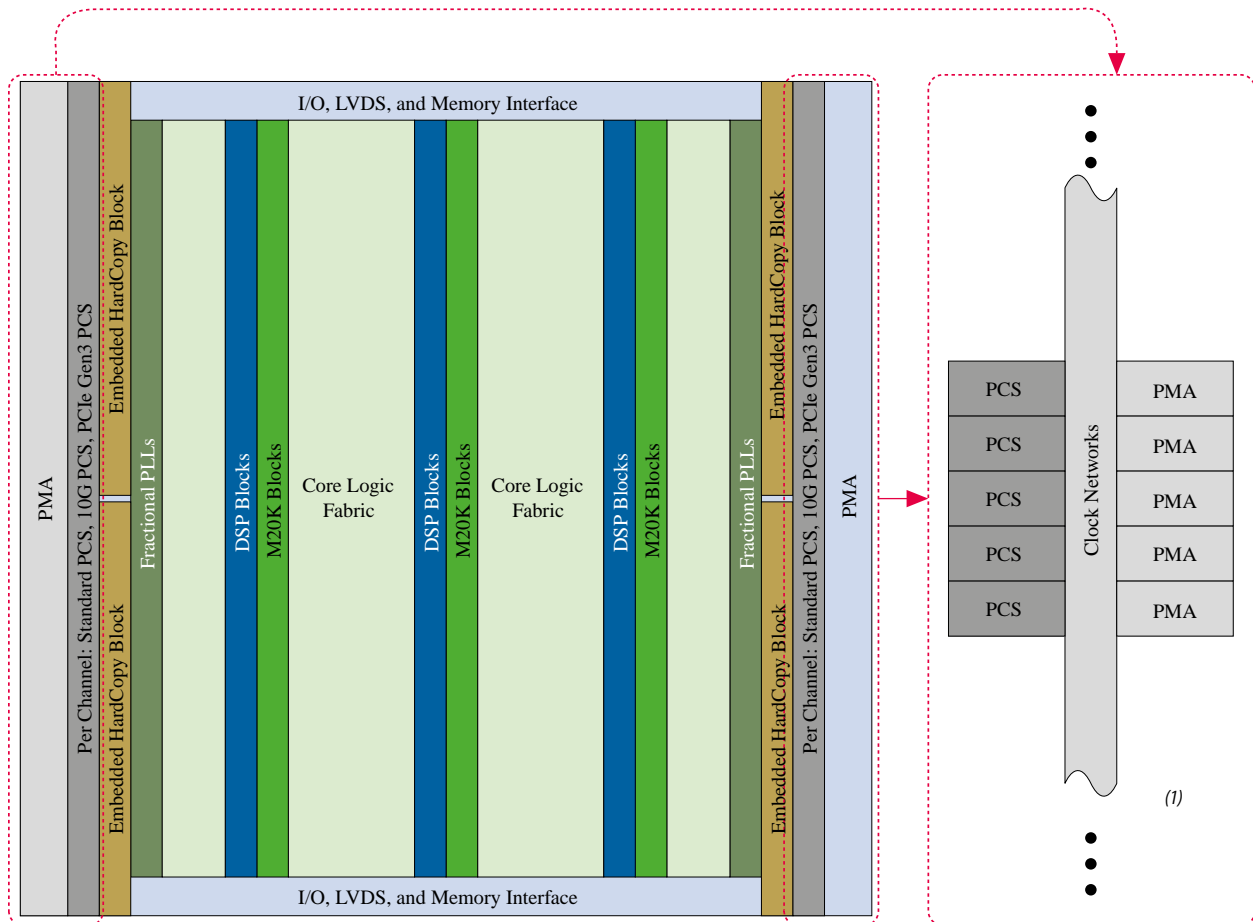 I/O, LVDS, and Memory Interface
PMA
Per Channel: Standard PCS, 10G PCS, PCIe Gen3 PCS
Embedded HardCopy Block
Embedded HardCopy Block
Fractional PLLs
DSP Blocks
M20K Blocks
Core Logic
Fabric
DSP Blocks
M20K Blocks
Core Logic
Fabric
DSP Blocks
M20K Blocks
Fractional PLLs
Embedded HardCopy Block
Embedded HardCopy Block
Per Channel: Standard PCS, 10G PCS, PCIe Gen3 PCS
PMA
I/O, LVDS, and Memory Interface
PCS
PCS
PCS
PCS
PCS
Clock Networks
PMA
PMA
PMA
PMA
PMA
(1)